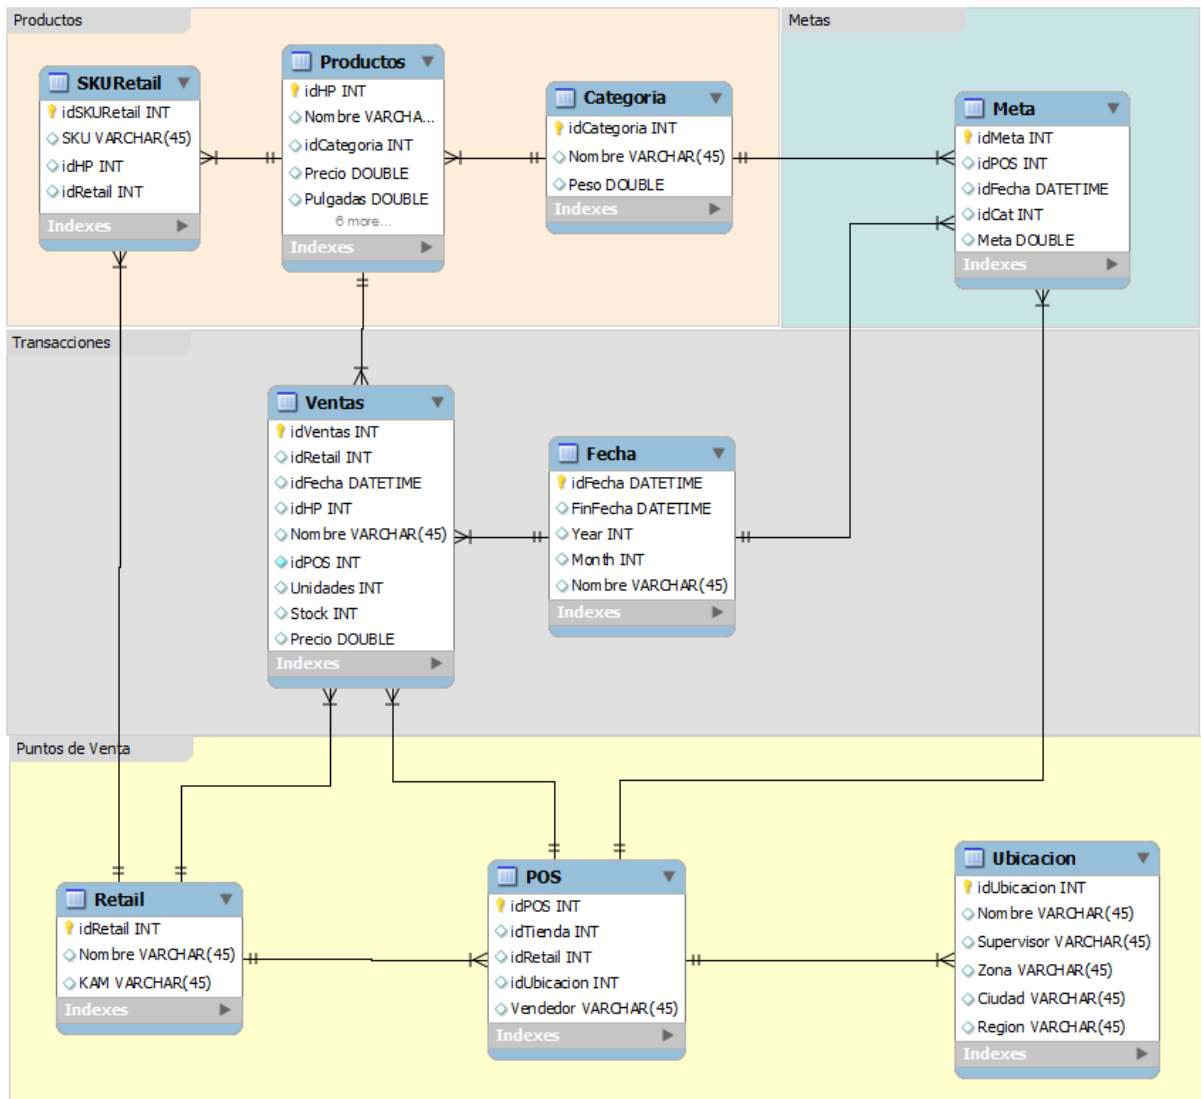 Productos
SKURetail
idSKURetail INT
SKU VARCHAR(45)
idHP INT
idRetail INT
Indexes
Productos
idHP INT
Nombre VARCHA...
idCategoria INT
Precio DOUBLE
Pulgadas DOUBLE
6 more...
Indexes
Categoria
idCategoria INT
Nombre VARCHAR(45)
Peso DOUBLE
Indexes
Metas
Meta
idMeta INT
idPOS INT
idFecha DATETIME
idCat INT
Meta DOUBLE
Indexes
Transacciones
Ventas
idVentas INT
idRetail INT
idFecha DATETIME
idHP INT
Nombre VARCHAR(45)
idPOS INT
Unidades INT
Stock INT
Precio DOUBLE
Indexes
Fecha
idFecha DATETIME
FinFecha DATETIME
Year INT
Month INT
Nombre VARCHAR(45)
Indexes
Puntos de Venta
Retail
idRetail INT
Nombre VARCHAR(45)
KAM VARCHAR(45)
Indexes
POS
idPOS INT
idTienda INT
idRetail INT
idUbicacion INT
Vendedor VARCHAR(45)
Indexes
Ubicacion
idUbicacion INT
Nombre VARCHAR(45)
Supervisor VARCHAR(45)
Zona VARCHAR(45)
Ciudad VARCHAR(45)
Region VARCHAR(45)
Indexes